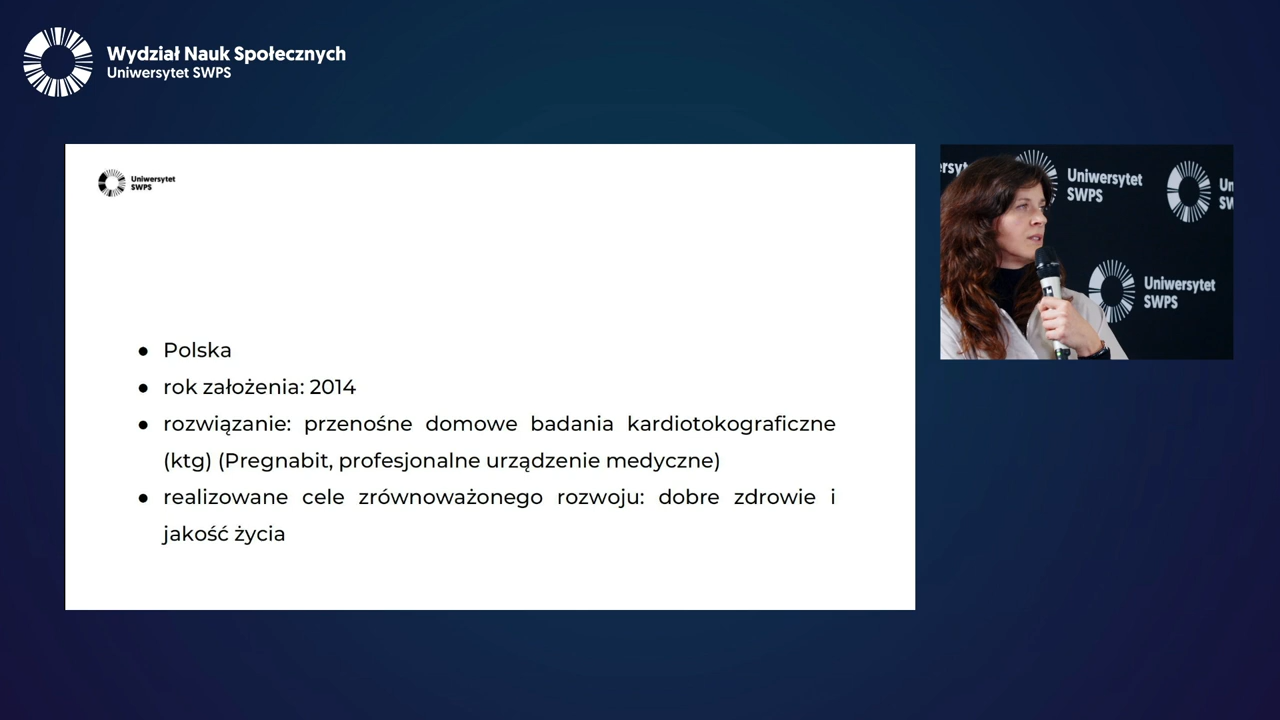 Wydział Nauk Społecznych
Uniwersytet SWPS
Uniwersytet
SWPS
● Polska
● rok założenia: 2014
● rozwiązanie: przenośne domowe badania kardiotokograficzne
(ktg) (Pregnabit, profesjonalne urządzenie medyczne)
● realizowane cele zrównoważonego rozwoju: dobre zdrowie i
jakość życia
Uniwersytet
SWPS
Uniwersytet
SWPS